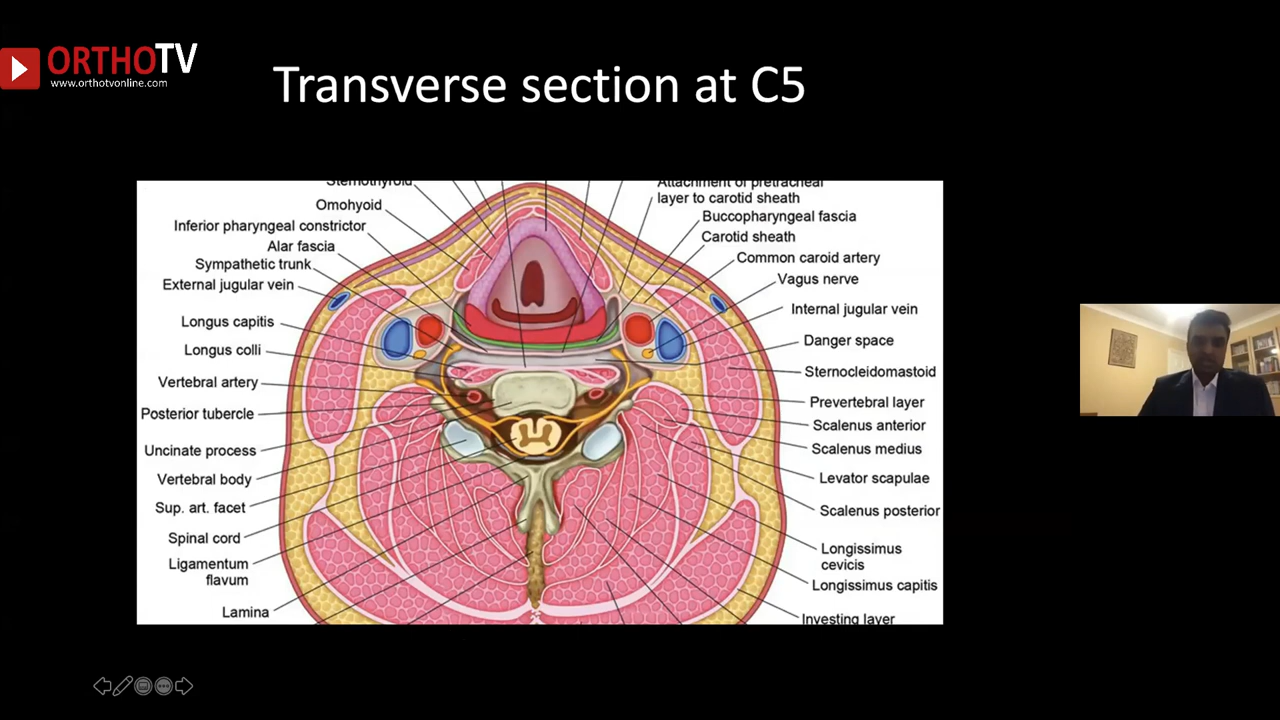 ORTHOTV
www.orthotvonline.com
Transverse section at C5
Sternothyroid
Omohyoid
Inferior pharyngeal constrictor
Alar fascia
Sympathetic trunk
External jugular vein
Longus capitis
Longus colli
Vertebral artery
Posterior tubercle
Uncinate process
Vertebral body
Sup. art. facet
Spinal cord
Ligamentum
flavum
Lamina
Attachment of pretracheal
layer to carotid sheath
Buccopharyngeal fascia
Carotid sheath
Common caroid artery
Vagus nerve
Internal jugular vein
Danger space
Sternocleidomastoid
Prevertebral layer
Scalenus anterior
Scalenus medius
Levator scapulae
Scalenus posterior
Longissimus
cevicis
Longissimus capitis
Investing layer